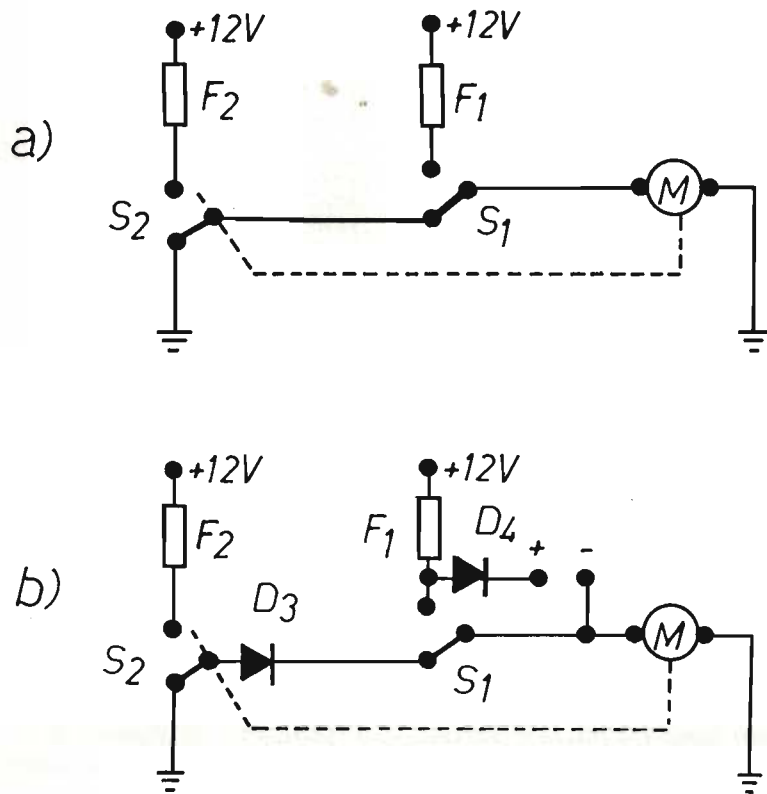 +12V +12V
F2 F1
a)
M
S2 S1
+12V +12V
F2 F1 D4 + -
b)
D3
M
S2 S1